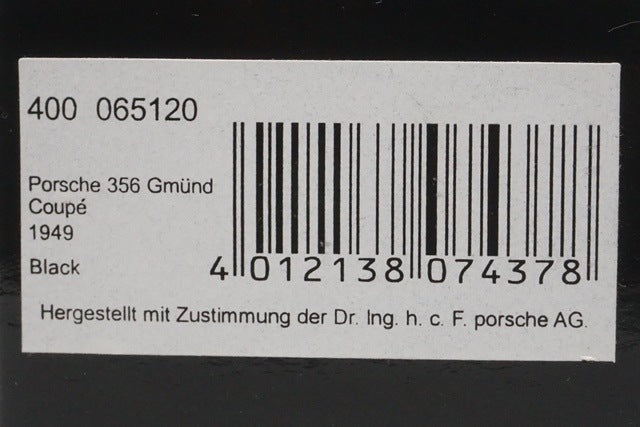 400 065120
Porsche 356 Gmünd
Coupé
1949
Black
4 012138 074378
Hergestellt mit Zustimmung der Dr. Ing. h. c. F. porsche AG.